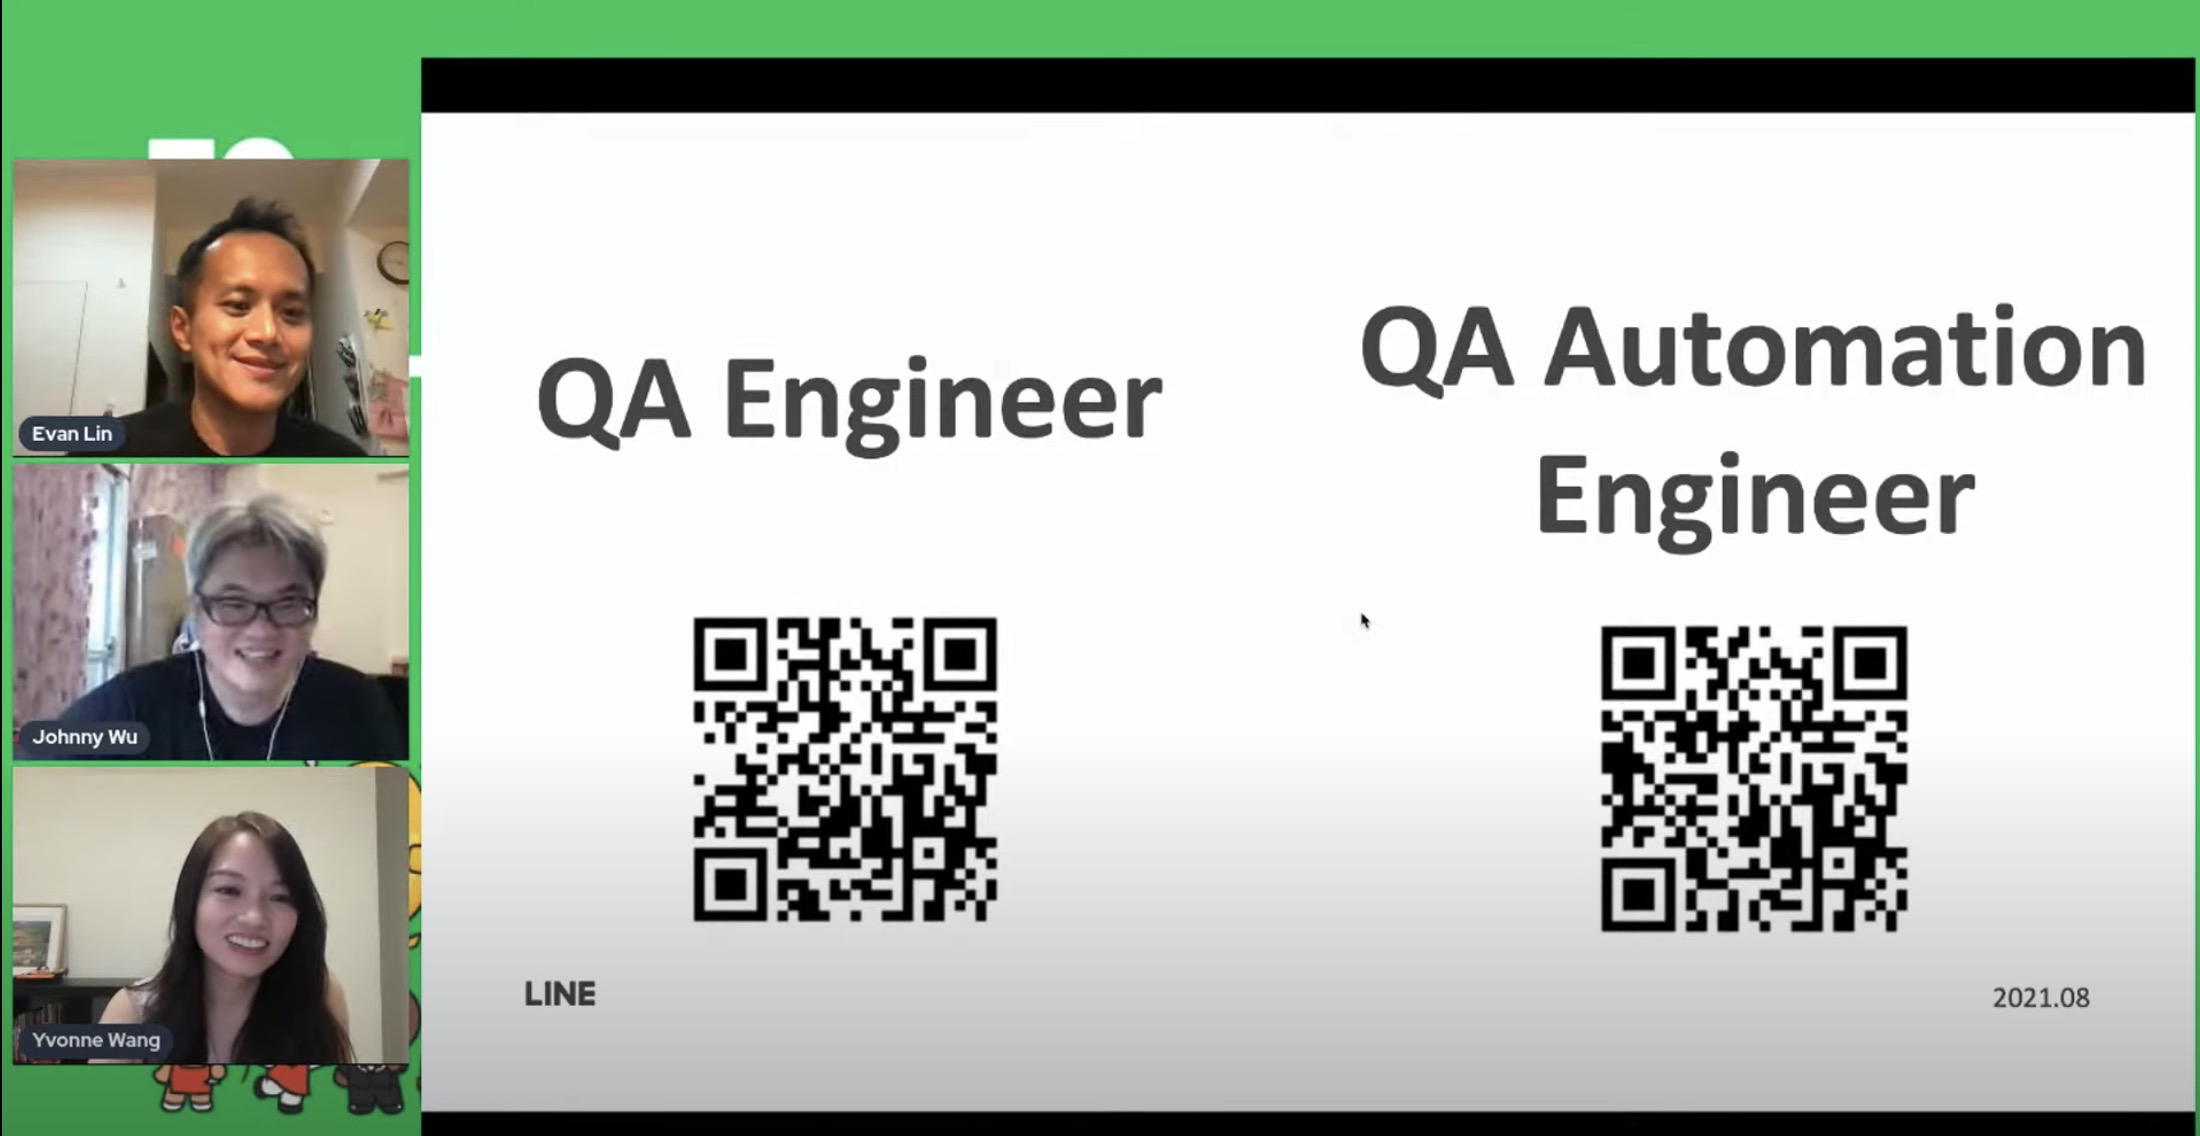 Evan Lin
Johnny Wu
Yvonne Wang
QA Engineer
QA Automation
Engineer
LINE
2021.08